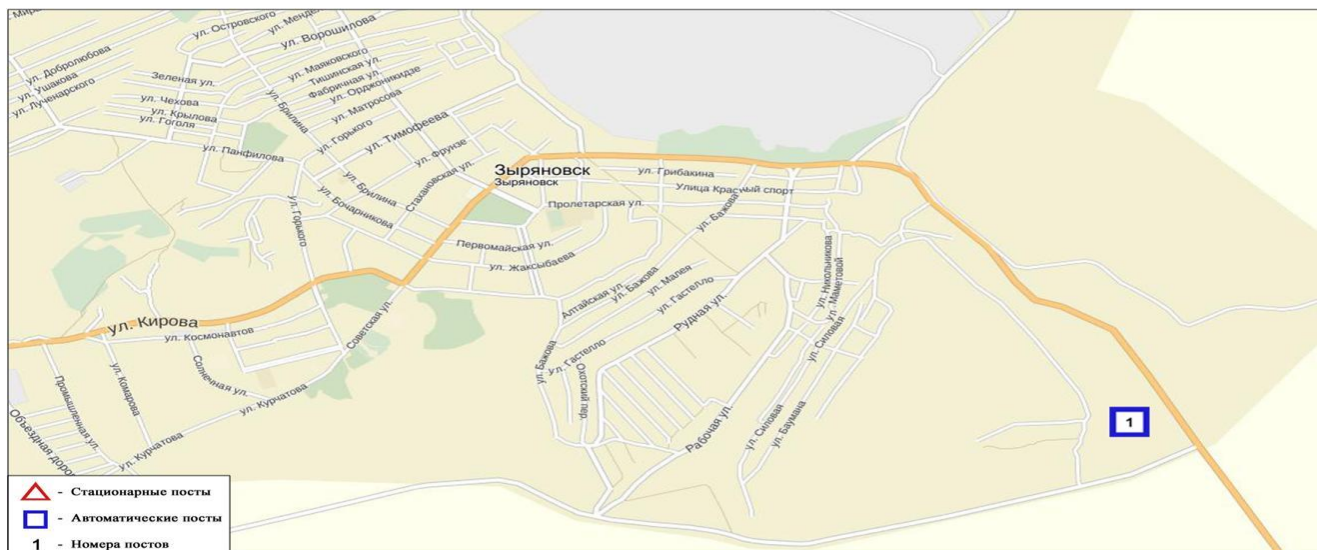 ул. Островского
ул. Ворошилова
ул. Маяковского
Тишинская ул.
Фабричная ул.
ул. Орджоникидзе
ул. Матросова
ул. Добролюбова
ул. Ушакова
Зеленая ул.
ул. Чехова
ул. Крылова
ул. Гоголя
ул. Брилина
ул. Горького
ул. Тимофеева
ул. Панфилова
ул. Фрунзе
Стахановская ул.
ул. Брилина
ул. Бочарникова
ул. Горького
Зыряновск
Зыряновск
ул. Грибакина
Улица Красный спорт
Пролетарская ул.
ул. Бажова
Первомайская ул.
ул. Жаксыбаева
Алтайская ул.
ул. Бажова
ул. Малея
ул. Гастелло
Рудная ул.
ул. Никольникова
ул. Маметовой
ул. Силовая
ул. Кирова
ул. Космонавтов
Советская ул.
Солнечная ул.
ул. Комарова
Промышленная ул.
ул. Курчатова
ул. Курчатова
ул. Бажова
ул. Гастелло
Охотский пер
Рабочая ул.
ул. Силовая
ул. Баумана
1
- Стационарные посты
- Автоматические посты
1 - Номера постов